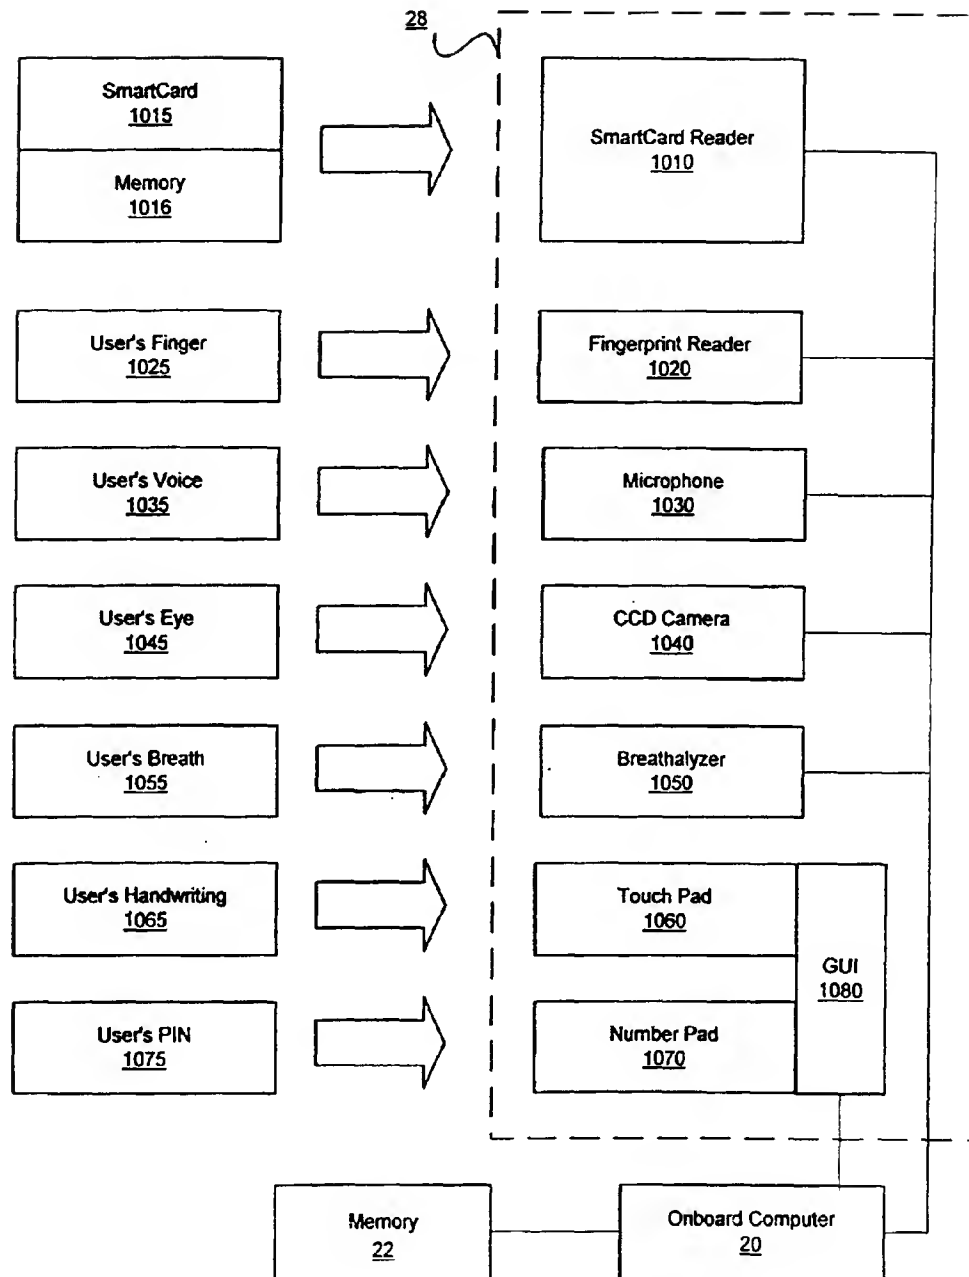 28
SmartCard
1015
Memory
1016
SmartCard Reader
1010
User's Finger
1025
Fingerprint Reader
1020
User's Voice
1035
Microphone
1030
User's Eye
1045
CCD Camera
1040
User's Breath
1055
Breathalyzer
1050
User's Handwriting
1065
Touch Pad
1060
GUI
1080
User's PIN
1075
Number Pad
1070
Memory
22
Onboard Computer
20